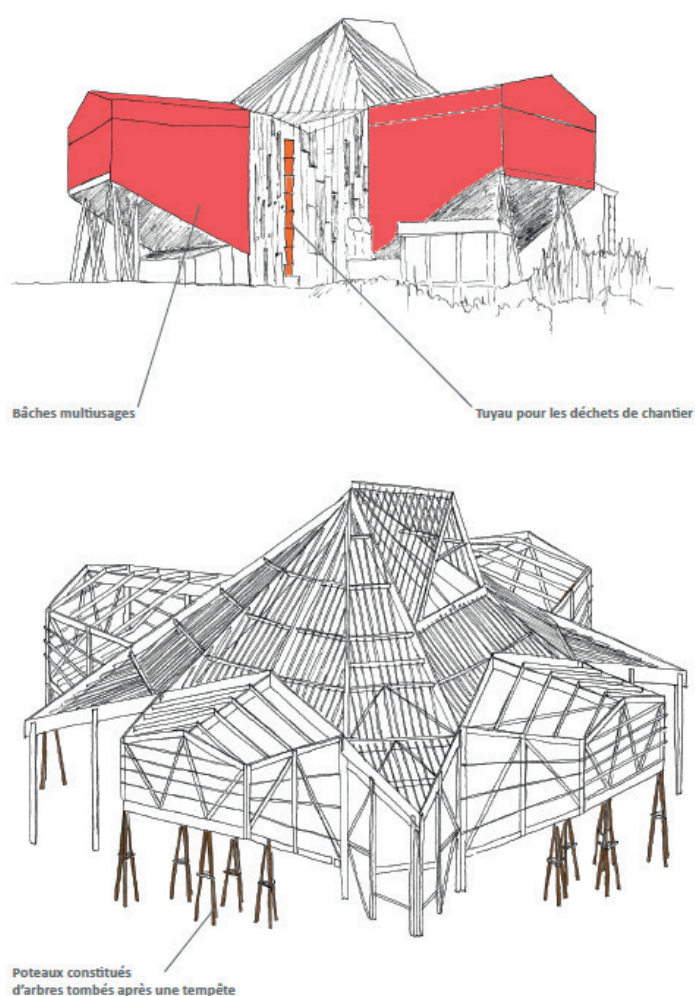 Bâches multiusages
Tuyau pour les déchets de chantier
Poteaux constitués
d'arbres tombés après une tempête